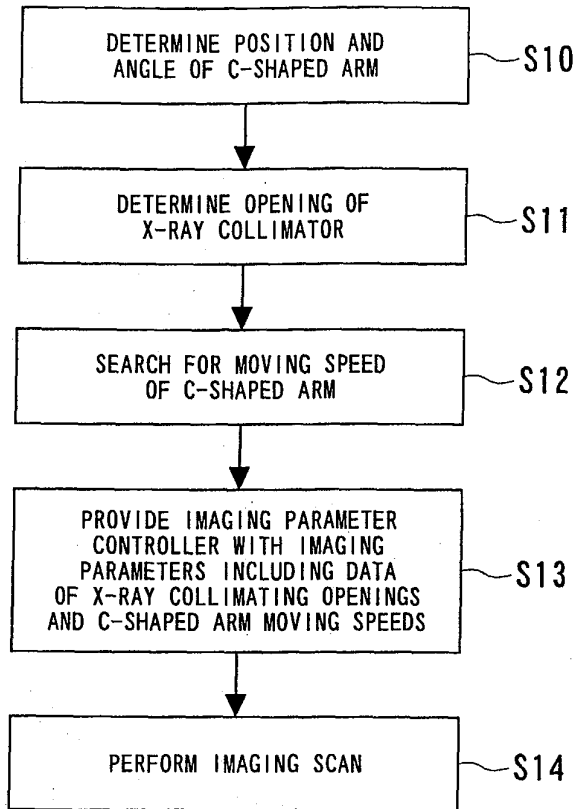 DETERMINE POSITION AND
ANGLE OF C-SHAPED ARM
S10
DETERMINE OPENING OF
X-RAY COLLIMATOR
S11
SEARCH FOR MOVING SPEED
OF C-SHAPED ARM
S12
PROVIDE IMAGING PARAMETER
CONTROLLER WITH IMAGING
PARAMETERS INCLUDING DATA
OF X-RAY COLLIMATING OPENINGS
AND C-SHAPED ARM MOVING SPEEDS
S13
PERFORM IMAGING SCAN
S14